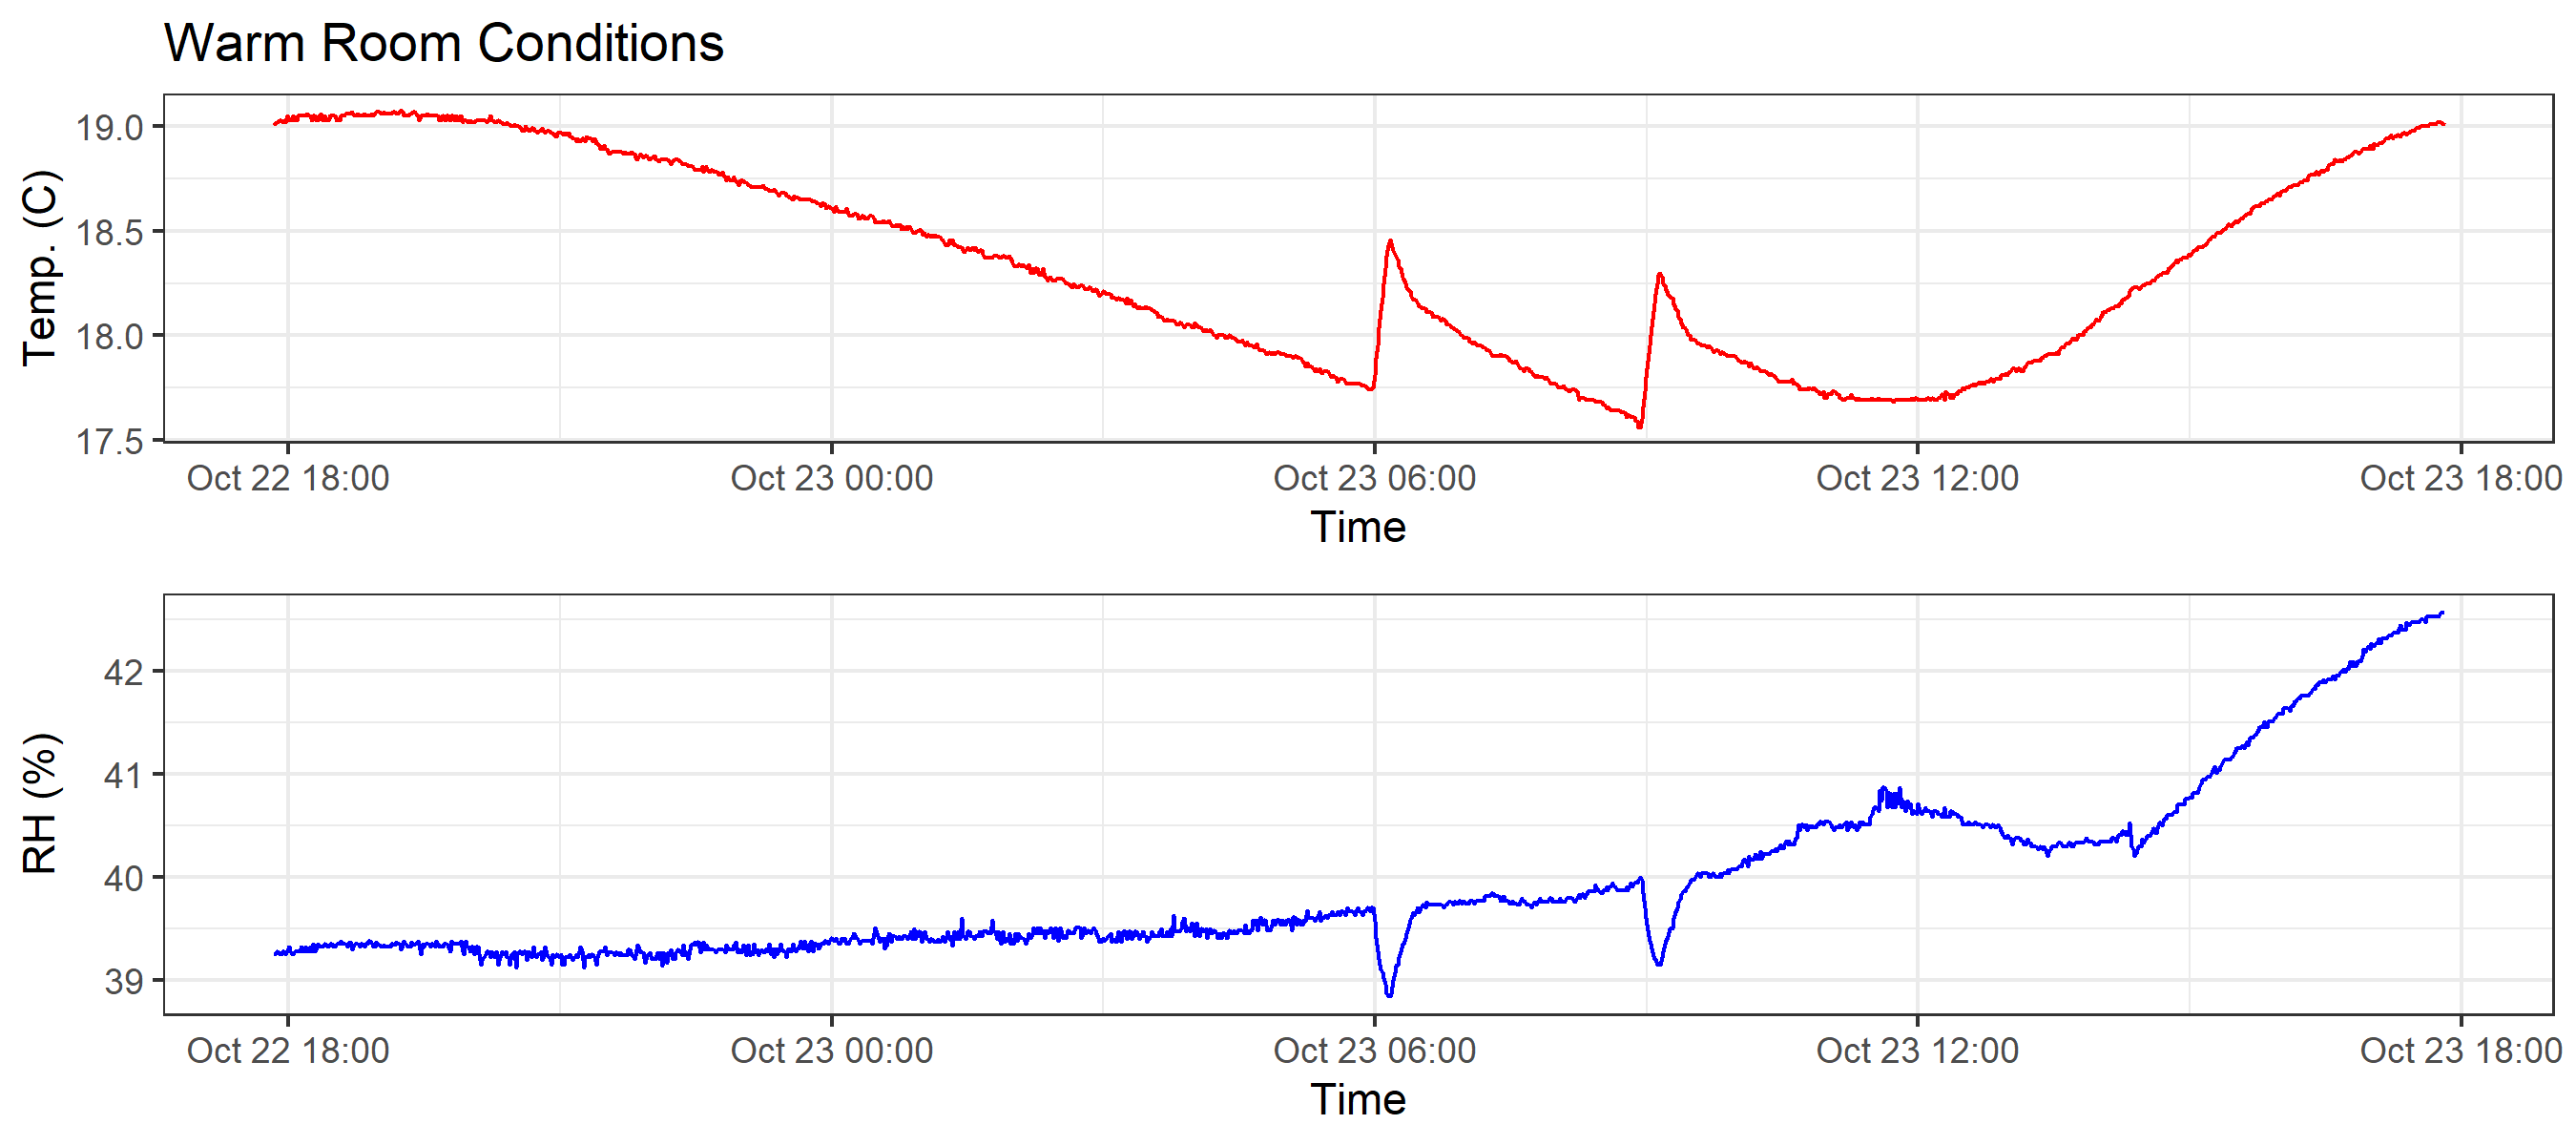 Warm Room Conditions
Temp. (C)
19.0
18.5
18.0
17.5
Oct 22 18:00 Oct 23 00:00 Oct 23 06:00 Oct 23 12:00 Oct 23 18:00
Time
RH (%)
42
41
40
39
Oct 22 18:00 Oct 23 00:00 Oct 23 06:00 Oct 23 12:00 Oct 23 18:00
Time